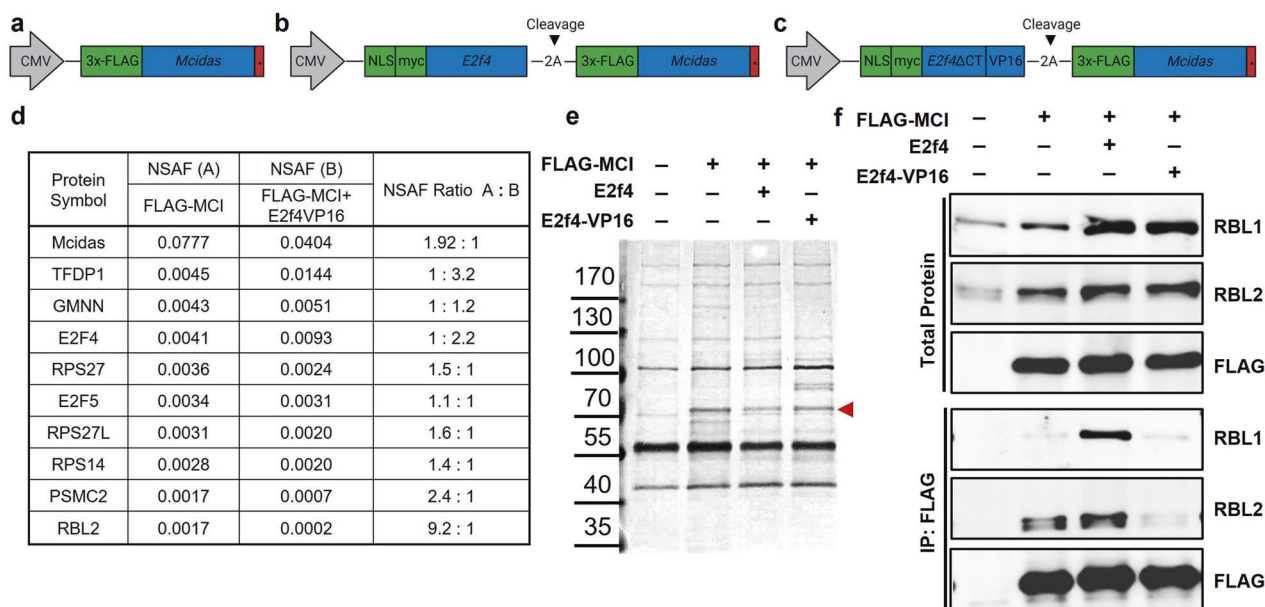 a
CMV 3x-FLAG Mcidas *
b
Cleavage
CMV NLS myc E2f4 2A 3x-FLAG Mcidas *
c
Cleavage
CMV NLS myc E2f4ΔCT VP16 2A 3x-FLAG Mcidas *
d
Protein Symbol NSAF (A) NSAF (B) NSAF Ratio A : B
FLAG-MCI FLAG-MCI+
E2f4VP16
Mcidas 0.0777 0.0404 1.92 : 1
TFDP1 0.0045 0.0144 1 : 3.2
GMNN 0.0043 0.0051 1 : 1.2
E2F4 0.0041 0.0093 1 : 2.2
RPS27 0.0036 0.0024 1.5 : 1
E2F5 0.0034 0.0031 1.1 : 1
RPS27L 0.0031 0.0020 1.6 : 1
RPS14 0.0028 0.0020 1.4 : 1
PSMC2 0.0017 0.0007 2.4 : 1
RBL2 0.0017 0.0002 9.2 : 1
e
FLAG-MCI – + + +
E2f4 – – + –
E2f4-VP16 – – – +
170
130
100
70
55
40
35
f
FLAG-MCI – + + +
E2f4 – – + –
E2f4-VP16 – – – +
Total Protein
RBL1
RBL2
FLAG
IP: FLAG
RBL1
RBL2
FLAG